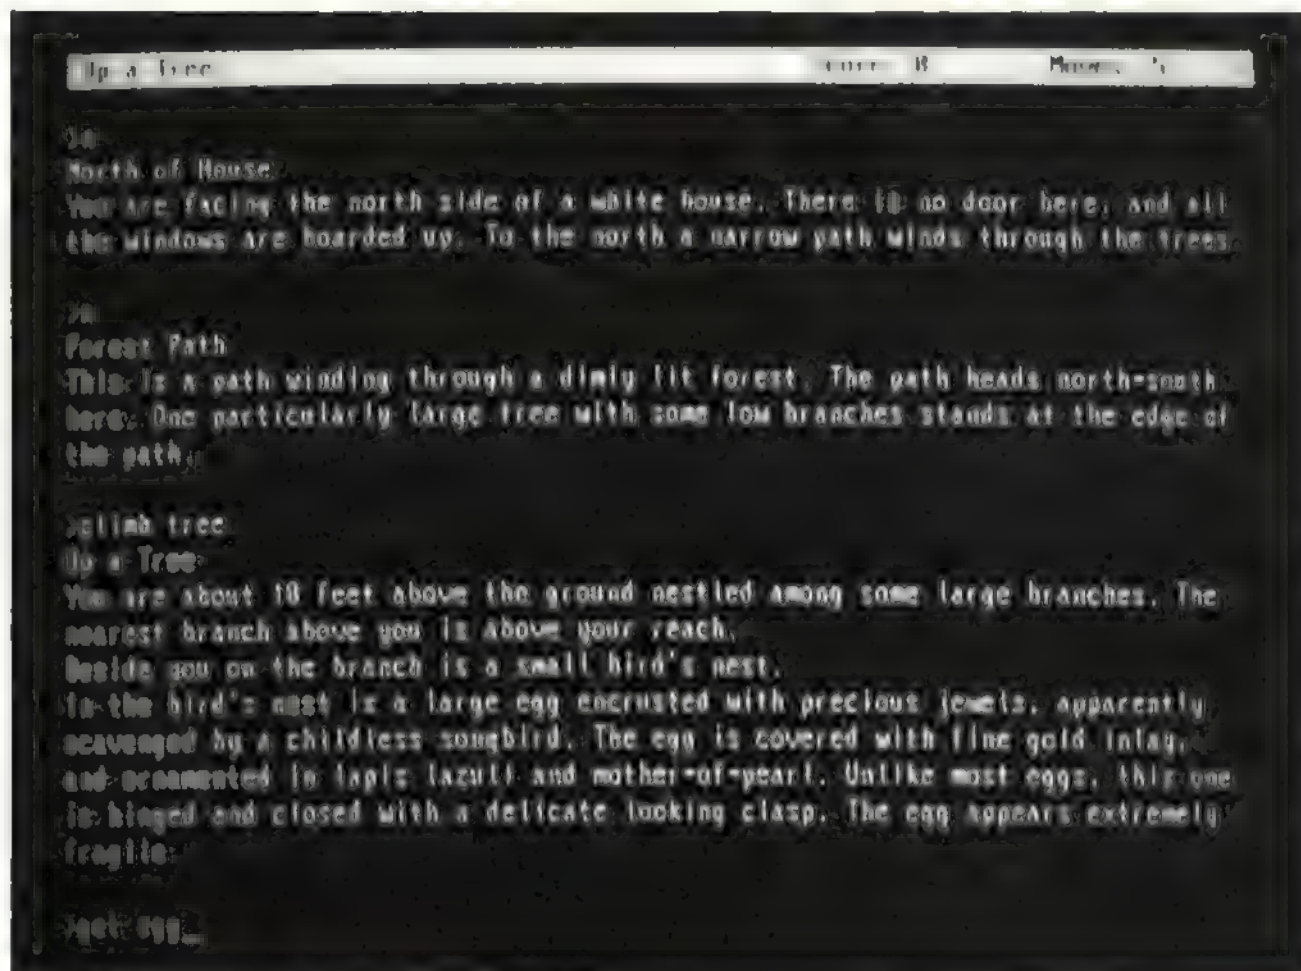 Up a Tree Score: 0 Moves:
>n
North of House
You are facing the north side of a white house. There is no door here, and all
the windows are boarded up. To the north a narrow path winds through the trees.
>n
Forest Path
This is a path winding through a dimly lit forest. The path heads north-south
here. One particularly large tree with some low branches stands at the edge of
the path.
>climb tree
Up a Tree
You are about 10 feet above the ground nestled among some large branches. The
nearest branch above you is above your reach.
Beside you on the branch is a small bird's nest.
In the bird's nest is a large egg encrusted with precious jewels, apparently
scavenged by a childless songbird. The egg is covered with fine gold inlay,
and ornamented in lapis lazuli and mother-of-pearl. Unlike most eggs, this one
is hinged and closed with a delicate looking clasp. The egg appears extremely
fragile.
>get egg_